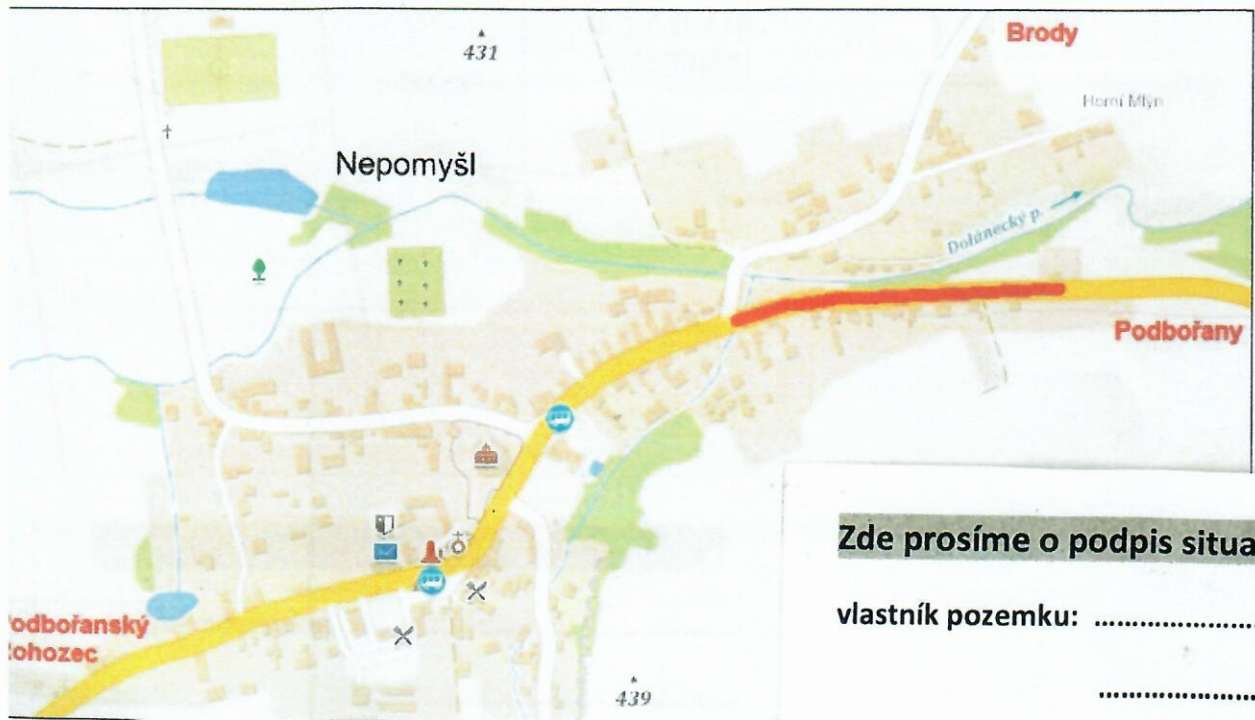 431
Brody
Horní Mlýn
Nepomyšl
Dolánecký p.
Podbořany
Zde prosíme o podpis situa
vlastník pozemku: ......................
......................
odbořanský
ohozec
439